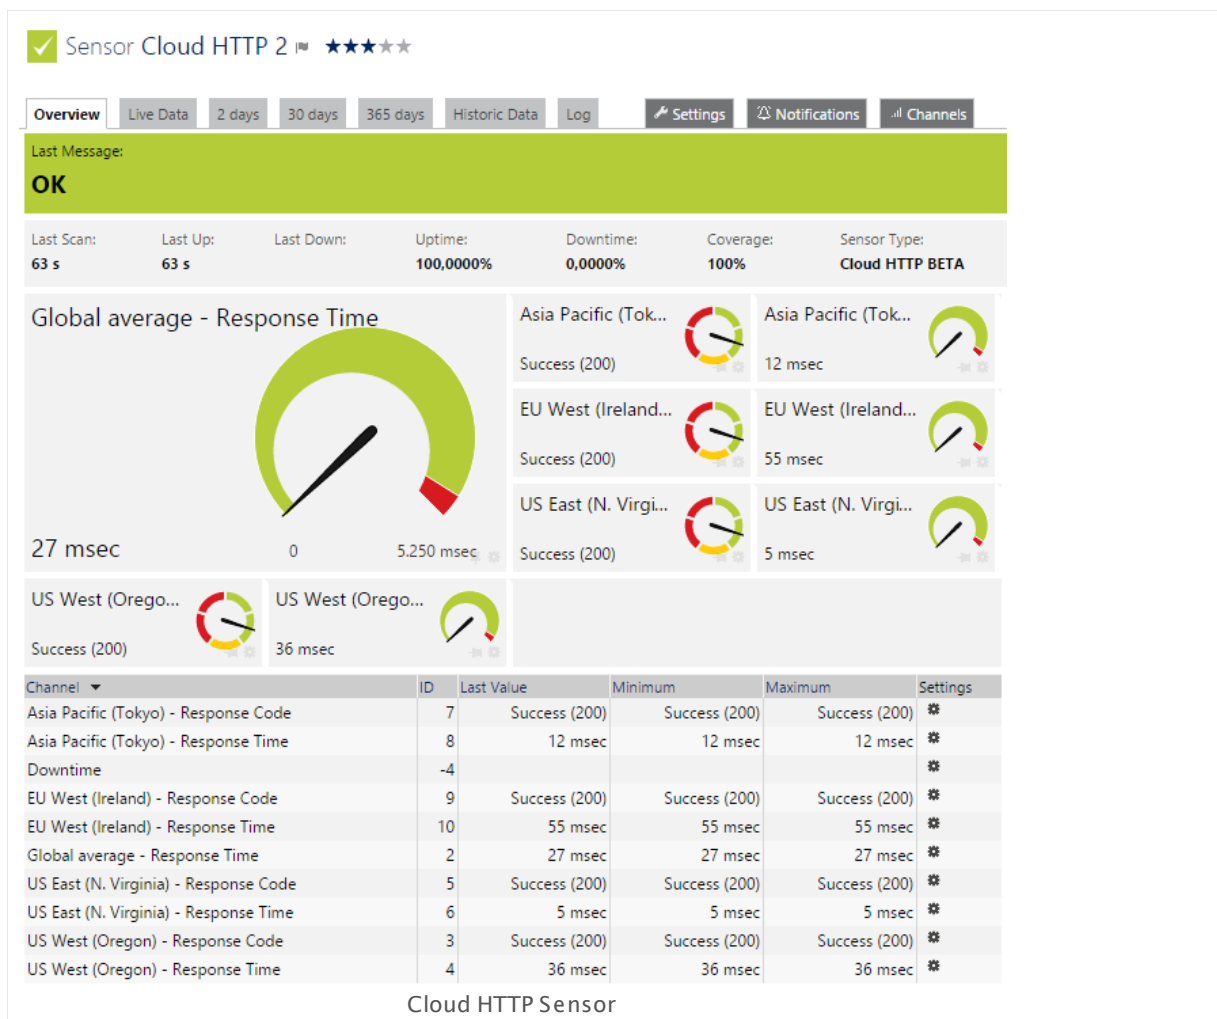 Sensor Cloud HTTP 2
Overview Live Data 2 days 30 days 365 days Historic Data Log Settings Notifications Channels
Last Message:
OK
Last Scan: Last Up: Last Down: Uptime: Downtime: Coverage: Sensor Type:
63 s 63 s 100,0000% 0,0000% 100% Cloud HTTP BETA
Global average - Response Time
27 msec
0 5.250 msec
Asia Pacific (Tok...
Success (200)
Asia Pacific (Tok...
12 msec
EU West (Ireland...
Success (200)
EU West (Ireland...
55 msec
US East (N. Virgi...
Success (200)
US East (N. Virgi...
5 msec
US West (Orego...
Success (200)
US West (Orego...
36 msec
Channel ID Last Value Minimum Maximum Settings
Asia Pacific (Tokyo) - Response Code 7 Success (200) Success (200) Success (200)
Asia Pacific (Tokyo) - Response Time 8 12 msec 12 msec 12 msec
Downtime -4
EU West (Ireland) - Response Code 9 Success (200) Success (200) Success (200)
EU West (Ireland) - Response Time 10 55 msec 55 msec 55 msec
Global average - Response Time 2 27 msec 27 msec 27 msec
US East (N. Virginia) - Response Code 5 Success (200) Success (200) Success (200)
US East (N. Virginia) - Response Time 6 5 msec 5 msec 5 msec
US West (Oregon) - Response Code 3 Success (200) Success (200) Success (200)
US West (Oregon) - Response Time 4 36 msec 36 msec 36 msec
Cloud HTTP Sensor